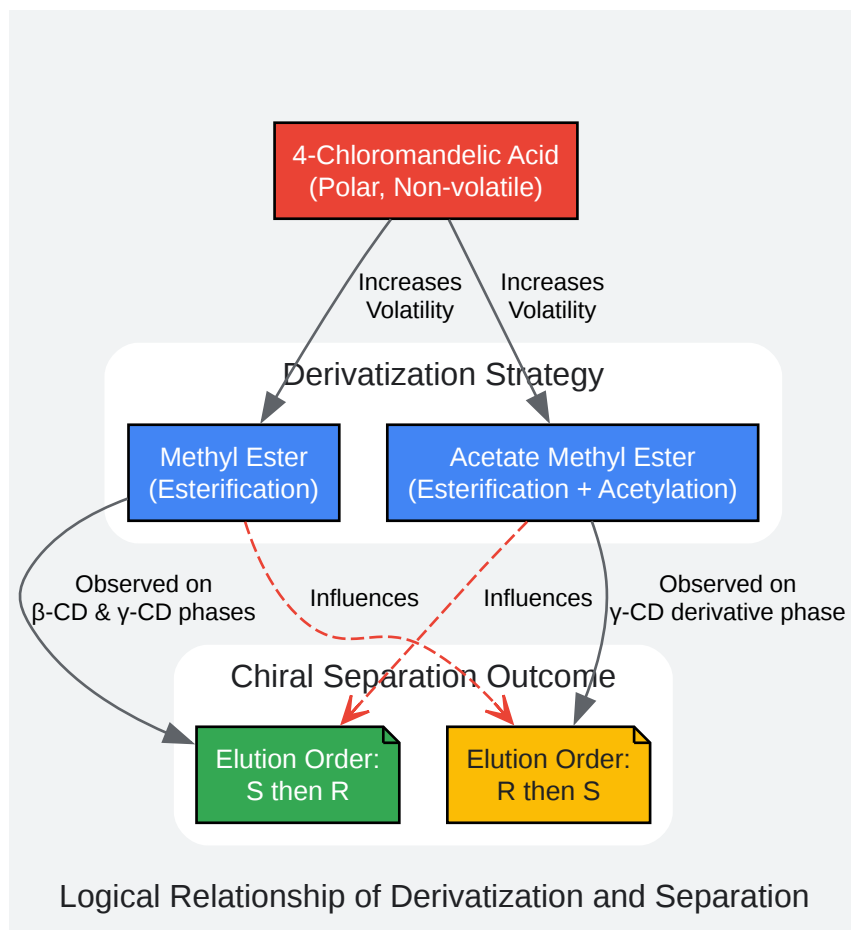 4-Chloromandelic Acid
(Polar, Non-volatile)
Increases
Volatility
Increases
Volatility
Derivatization Strategy
Methyl Ester
(Esterification)
Acetate Methyl Ester
(Esterification + Acetylation)
Observed on
β-CD & γ-CD phases
Influences
Influences
Observed on
γ-CD derivative phase
Chiral Separation Outcome
Elution Order:
S then R
Elution Order:
R then S
Logical Relationship of Derivatization and Separation